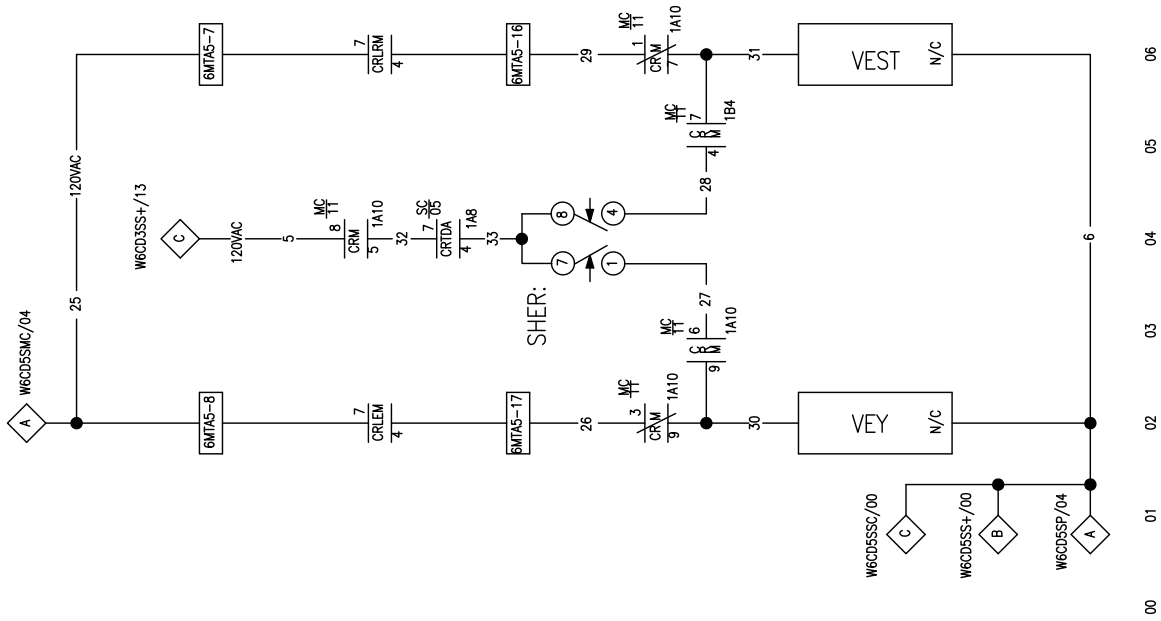 A
W6CD5SMC/04
25
120VAC
6MTA5-8
7
CRLEM
4
6MTA5-17
26
MC
11
3
CRM
9
1A10
30
VEY
N/C
C
W6CD3SS+/13
120VAC
5
MC
11
8
CRM
5
1A10
32
SC
05
7
CRTDA
4
1A8
33
SHER:
7
8
1
4
27
28
MC
11
6
CRM
9
1A10
MC
11
7
CRM
4
1B4
6MTA5-7
7
CRLRM
4
6MTA5-16
29
MC
11
1
CRM
7
1A10
31
VEST
N/C
6
W6CD5SSC/00
C
W6CD5SS+/00
B
W6CD5SP/04
A
00
01
02
03
04
05
06